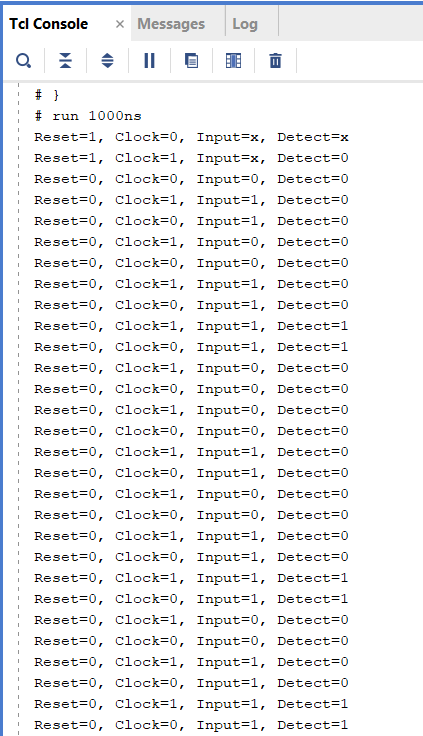 Tcl Console × Messages Log
# }
# run 1000ns
Reset=1, Clock=0, Input=x, Detect=x
Reset=1, Clock=1, Input=x, Detect=0
Reset=0, Clock=0, Input=0, Detect=0
Reset=0, Clock=1, Input=1, Detect=0
Reset=0, Clock=0, Input=1, Detect=0
Reset=0, Clock=1, Input=0, Detect=0
Reset=0, Clock=0, Input=0, Detect=0
Reset=0, Clock=1, Input=1, Detect=0
Reset=0, Clock=0, Input=1, Detect=0
Reset=0, Clock=1, Input=1, Detect=1
Reset=0, Clock=0, Input=1, Detect=1
Reset=0, Clock=1, Input=0, Detect=0
Reset=0, Clock=0, Input=0, Detect=0
Reset=0, Clock=1, Input=0, Detect=0
Reset=0, Clock=0, Input=0, Detect=0
Reset=0, Clock=1, Input=1, Detect=0
Reset=0, Clock=0, Input=1, Detect=0
Reset=0, Clock=1, Input=0, Detect=0
Reset=0, Clock=0, Input=0, Detect=0
Reset=0, Clock=1, Input=1, Detect=0
Reset=0, Clock=0, Input=1, Detect=0
Reset=0, Clock=1, Input=1, Detect=1
Reset=0, Clock=0, Input=1, Detect=1
Reset=0, Clock=1, Input=0, Detect=0
Reset=0, Clock=0, Input=0, Detect=0
Reset=0, Clock=1, Input=1, Detect=0
Reset=0, Clock=0, Input=1, Detect=0
Reset=0, Clock=1, Input=1, Detect=1
Reset=0, Clock=0, Input=1, Detect=1